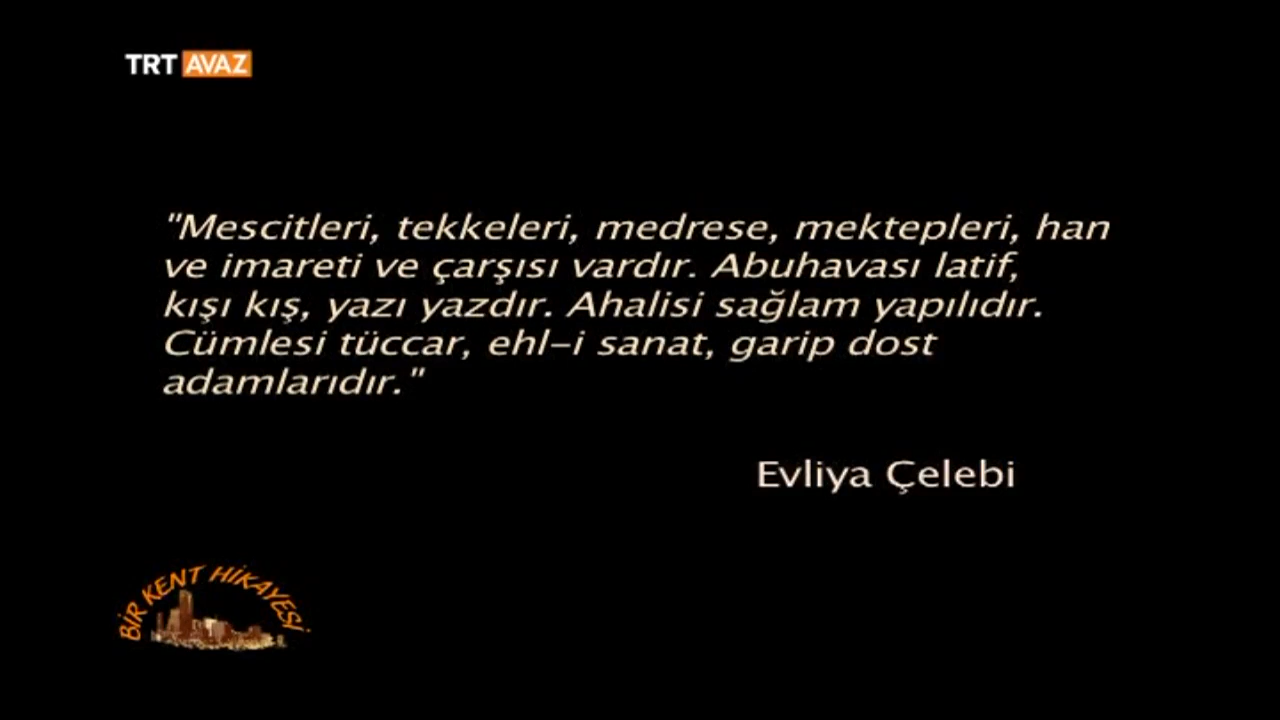 TRT AVAZ
"Mescitleri, tekkeleri, medrese, mektepleri, han
ve imareti ve çarşısı vardır. Abuhavası latif,
kışı kış, yazı yazdır. Ahalisi sağlam yapılıdır.
Cümlesi tüccar, ehl-i sanat, garip dost
adamlarıdır."
Evliya Çelebi
BİR KENT HİKAYESİ